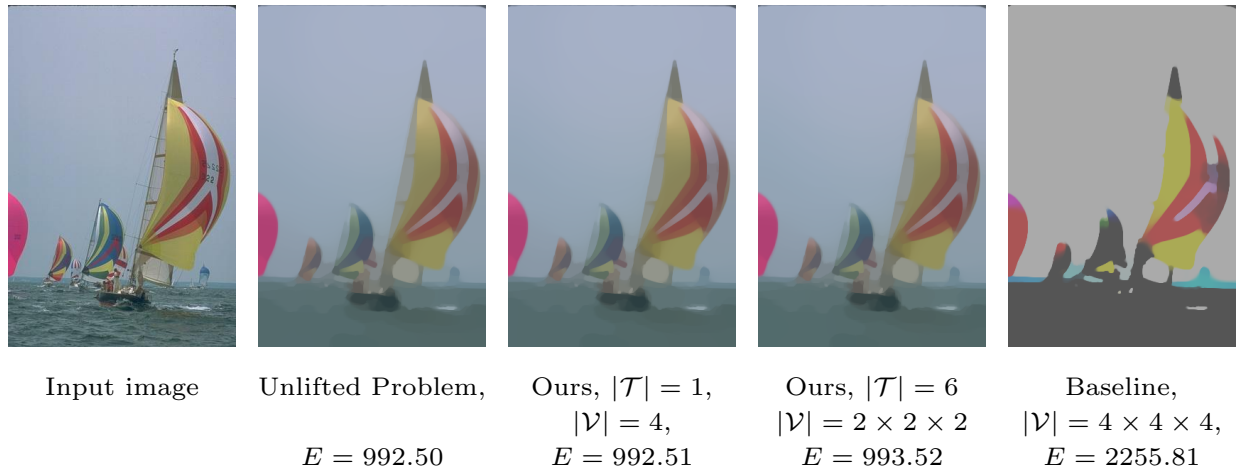 Input image
Unlifted Problem,
E = 992.50
Ours, |𝒯| = 1,
|𝒱| = 4,
E = 992.51
Ours, |𝒯| = 6
|𝒱| = 2 × 2 × 2
E = 993.52
Baseline,
|𝒱| = 4 × 4 × 4,
E = 2255.81